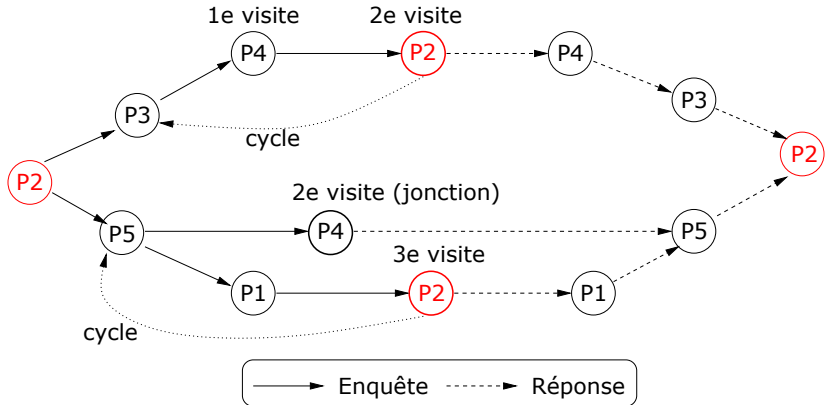 1e visite
2e visite
P4
P2
P4
P3
P3
cycle
P2
P2
2e visite (jonction)
P5
P4
P5
3e visite
P1
P2
P1
cycle
Enquête
Réponse